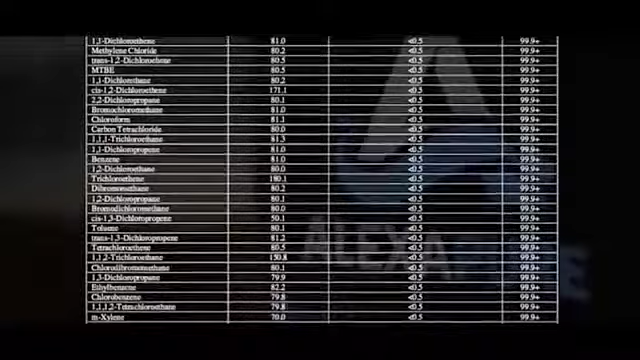 1,1-Dichloroethene 81.0 <0.5 99.9+
Methylene Chloride 80.2 <0.5 99.9+
trans-1,2-Dichloroethene 80.5 <0.5 99.9+
MTBE 80.5 <0.5 99.9+
1,1-Dichlorethane 80.2 <0.5 99.9+
cis-1,2-Dichloroethene 171.1 <0.5 99.9+
2,2-Dichloropropane 80.1 <0.5 99.9+
Bromochloromethane 81.0 <0.5 99.9+
Chloroform 81.1 <0.5 99.9+
Carbon Tetrachloride 80.0 <0.5 99.9+
1,1,1-Trichloroethane 81.3 <0.5 99.9+
1,1-Dichloropropene 81.0 <0.5 99.9+
Benzene 81.0 <0.5 99.9+
1,2-Dichloroethane 80.0 <0.5 99.9+
Trichloroethene 180.1 <0.5 99.9+
Dibromomethane 80.2 <0.5 99.9+
1,2-Dichloropropane 80.1 <0.5 99.9+
Bromodichloromethane 80.0 <0.5 99.9+
cis-1,3-Dichloropropene 50.1 <0.5 99.9+
Toluene 80.1 <0.5 99.9+
trans-1,3-Dichloropropene 81.2 <0.5 99.9+
Tetrachloroethene 80.5 <0.5 99.9+
1,1,2-Trichloroethane 150.8 <0.5 99.9+
Chlorodibromomethane 80.1 <0.5 99.9+
1,3-Dichloropropane 79.9 <0.5 99.9+
Ethylbenzene 82.2 <0.5 99.9+
Chlorobenzene 79.8 <0.5 99.9+
1,1,1,2-Tetrachloroethane 79.8 <0.5 99.9+
m-Xylene 70.0 <0.5 99.9+